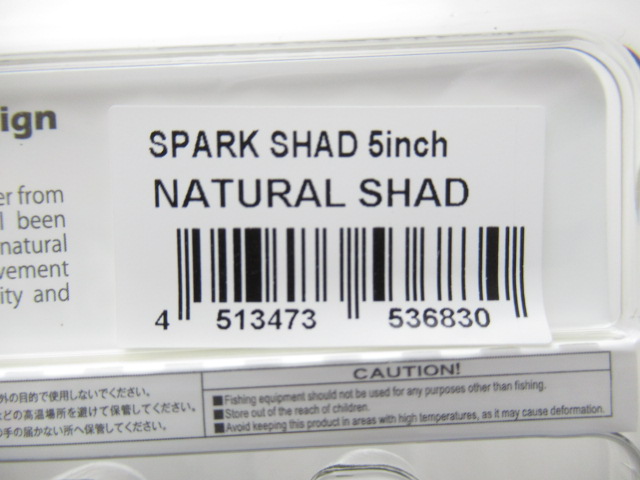 ign
er from
l been
natural
vement
ity and
SPARK SHAD 5inch
NATURAL SHAD
4 513473 536830
外の目的で使用しないでください。
どの高温場所を避けて保管してください。
の手の届かない所へ保管してください。
CAUTION!
■Fishing equipment should not be used for any purposes other than fishing.
■Store out of the reach of children.
■Avoid keeping this product in areas with high temperatures, as it may cause deformation.